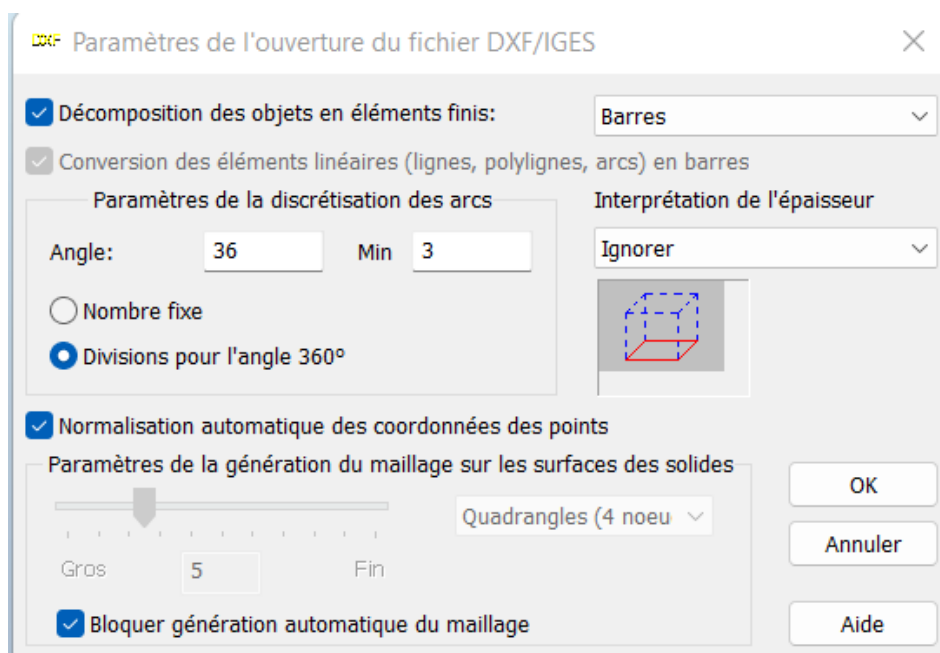 DXF Paramètres de l'ouverture du fichier DXF/IGES
Décomposition des objets en éléments finis: Barres
Conversion des éléments linéaires (lignes, polylignes, arcs) en barres
Paramètres de la discrétisation des arcs
Interprétation de l'épaisseur
Angle: 36 Min 3
Ignorer
Nombre fixe
Divisions pour l'angle 360º
Normalisation automatique des coordonnées des points
Paramètres de la génération du maillage sur les surfaces des solides
Quadrangles (4 noeu
Gros 5 Fin
Bloquer génération automatique du maillage
OK
Annuler
Aide